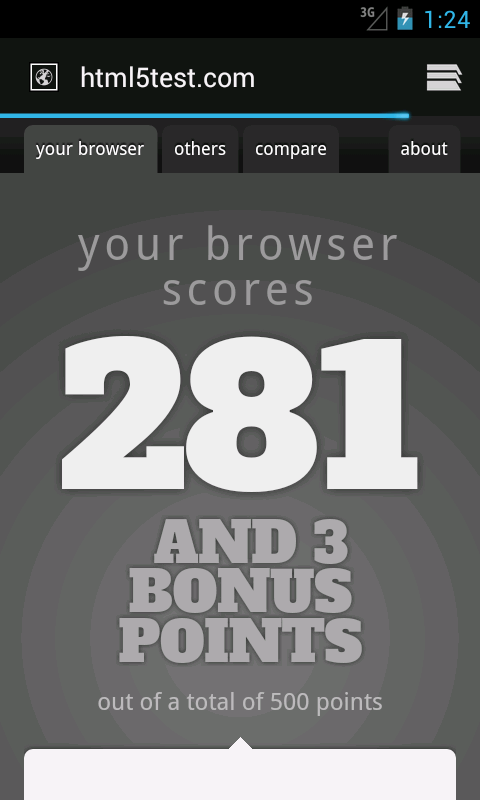 3G 1:24
html5test.com
your browser others compare about
your browser
scores
281
AND 3
BONUS
POINTS
out of a total of 500 points